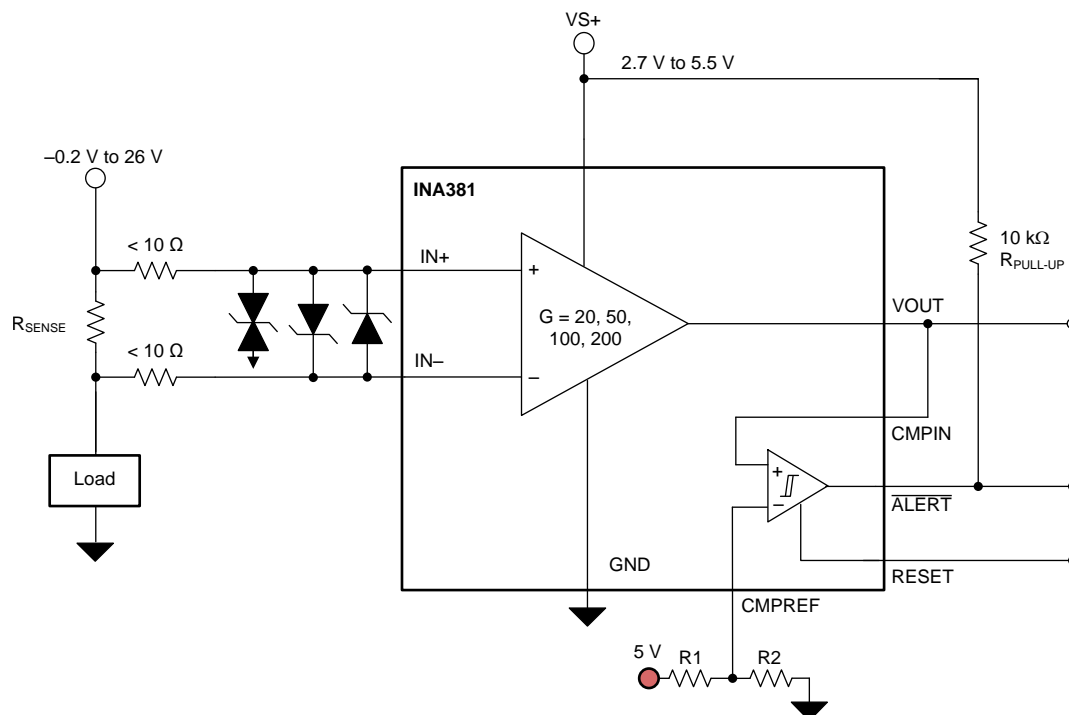 VS+
2.7 V to 5.5 V
–0.2 V to 26 V
INA381
< 10 Ω
IN+
+
10 kΩ
RPULL-UP
RSENSE
G = 20, 50,
100, 200
VOUT
< 10 Ω
IN–
–
CMPIN
Load
+
–
ALERT
GND
RESET
CMPREF
5 V
R1
R2